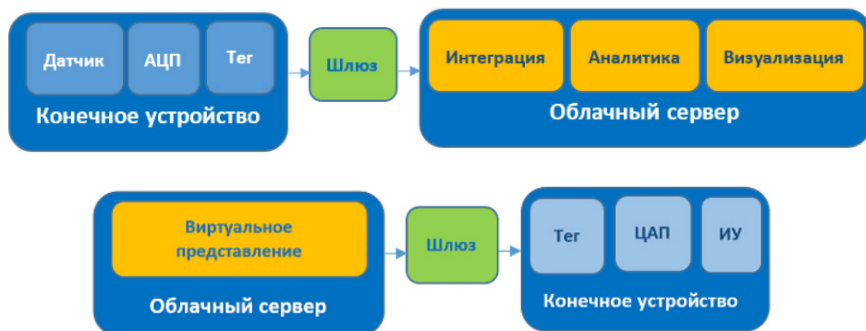 Датчик АЦП Тег
Конечное устройство
Шлюз
Интеграция Аналитика Визуализация
Облачный сервер
Виртуальное
представление
Облачный сервер
Шлюз
Тег ЦАП ИУ
Конечное устройство